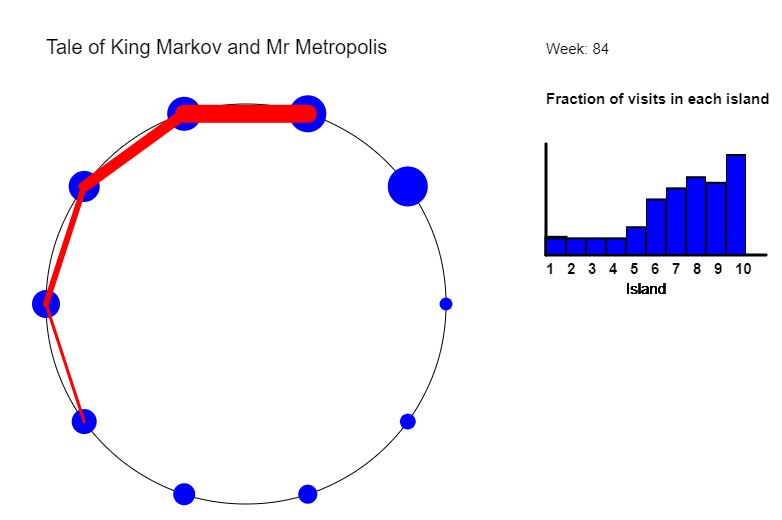 Tale of King Markov and Mr Metropolis
Week: 84
Fraction of visits in each island
1 2 3 4 5 6 7 8 9 10
Island